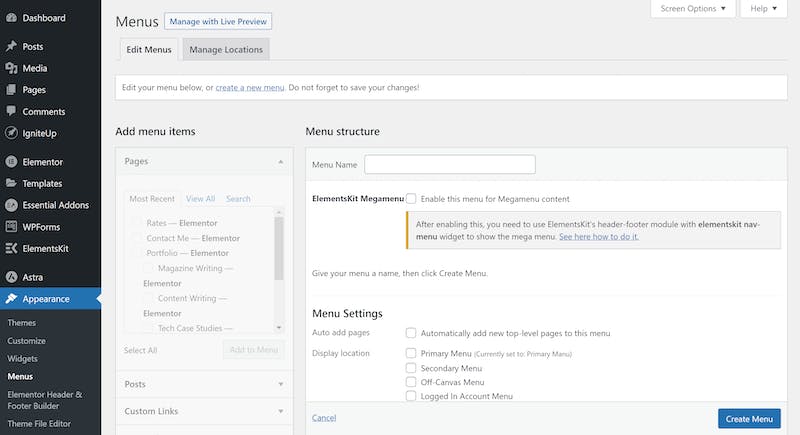 Dashboard
Posts
Media
Pages
Comments
IgniteUp
Elementor
Templates
Essential Addons
WPForms
ElementsKit
Astra
Appearance
Themes
Customize
Widgets
Menus
Elementor Header &
Footer Builder
Theme File Editor
Screen Options
Help
Menus
Manage with Live Preview
Edit Menus
Manage Locations
Edit your menu below, or create a new menu. Do not forget to save your changes!
Add menu items
Pages
Most Recent View All Search
Rates — Elementor
Contact Me — Elementor
Portfolio — Elementor
Magazine Writing —
Elementor
Content Writing —
Elementor
Tech Case Studies —
Select All
Add to Menu
Posts
Custom Links
Menu structure
Menu Name
ElementsKit Megamenu
Enable this menu for Megamenu content
After enabling this, you need to use ElementsKit's header-footer module with elementskit nav-
menu widget to show the mega menu. See here how to do it.
Give your menu a name, then click Create Menu.
Menu Settings
Auto add pages
Automatically add new top-level pages to this menu
Display location
Primary Menu (Currently set to: Primary Menu)
Secondary Menu
Off-Canvas Menu
Logged In Account Menu
Cancel
Create Menu